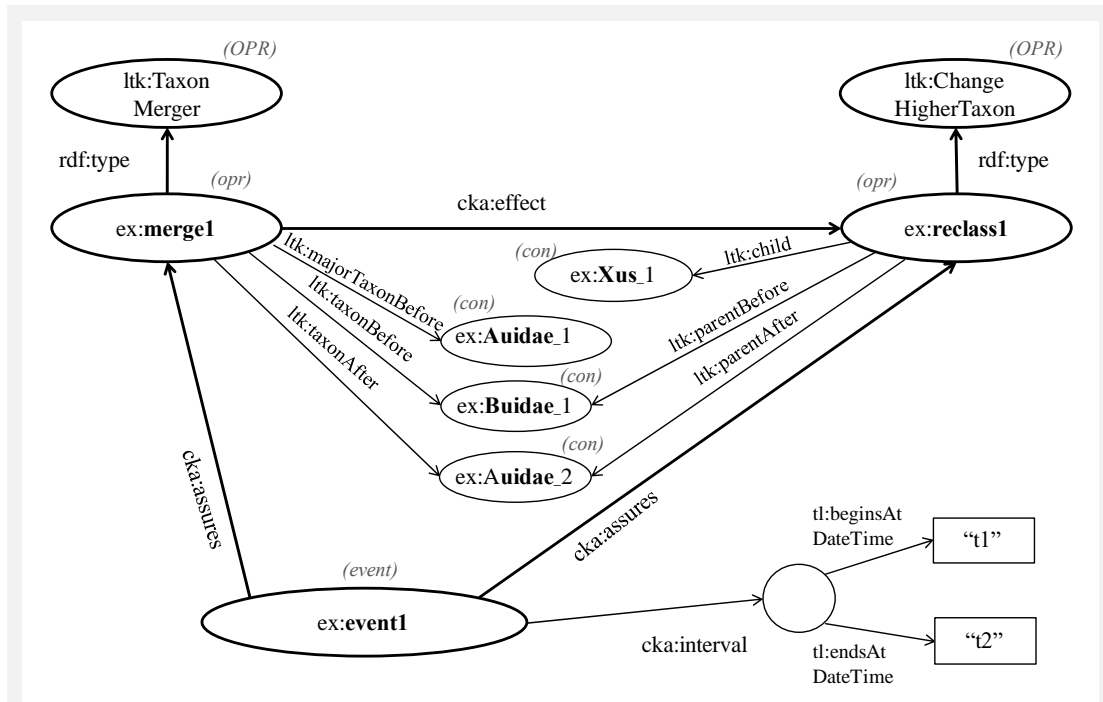 (OPR)
(OPR)
ltk:Taxon
Merger
ltk:Change
HigherTaxon
rdf:type
rdf:type
(opr)
(opr)
cka:effect
ex:merge1
ex:reclass1
ltk:majorTaxonBefore
(con)
ltk:child
ex:Xus_1
ltk:taxonBefore
(con)
ltk:parentBefore
ltk:taxonAfter
ex:Auidae_1
ltk:parentAfter
(con)
ex:Buidae_1
(con)
ex:Auidae_2
cka:assures
cka:assures
tl:beginsAt
DateTime
“t1”
(event)
ex:event1
cka:interval
tl:endsAt
DateTime
“t2”